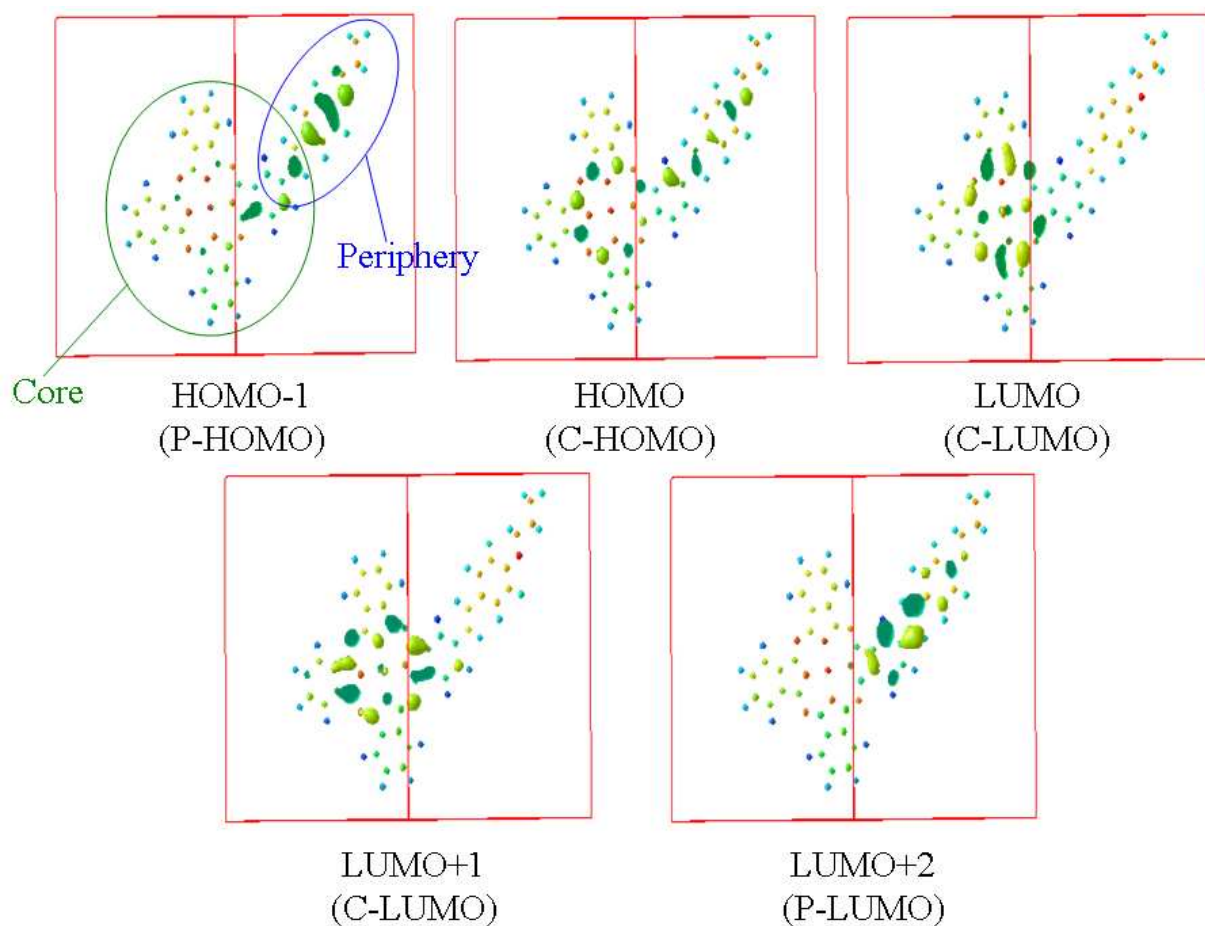 Periphery
Core
HOMO-1
(P-HOMO)
HOMO
(C-HOMO)
LUMO
(C-LUMO)
LUMO+1
(C-LUMO)
LUMO+2
(P-LUMO)